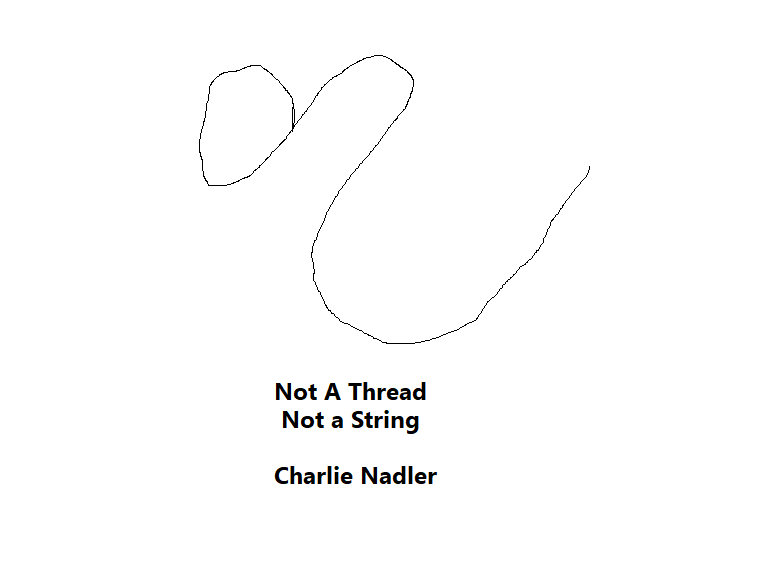 Not A Thread
Not a String
Charlie Nadler